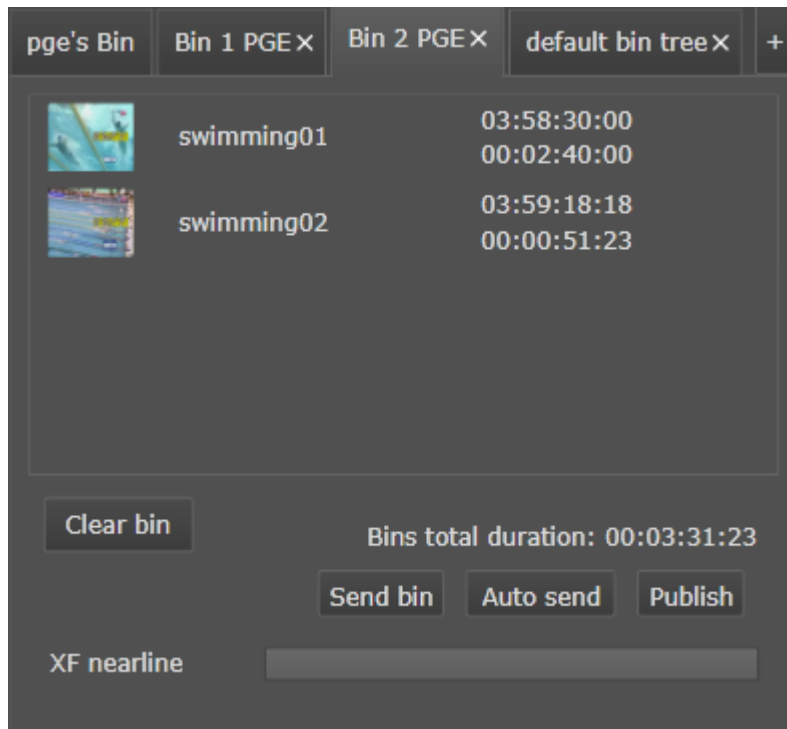 pge's Bin Bin 1 PGE× Bin 2 PGE× default bin tree× +
swimming01 03:58:30:00
00:02:40:00
swimming02 03:59:18:18
00:00:51:23
Clear bin
Bins total duration: 00:03:31:23
Send bin Auto send Publish
XF nearline